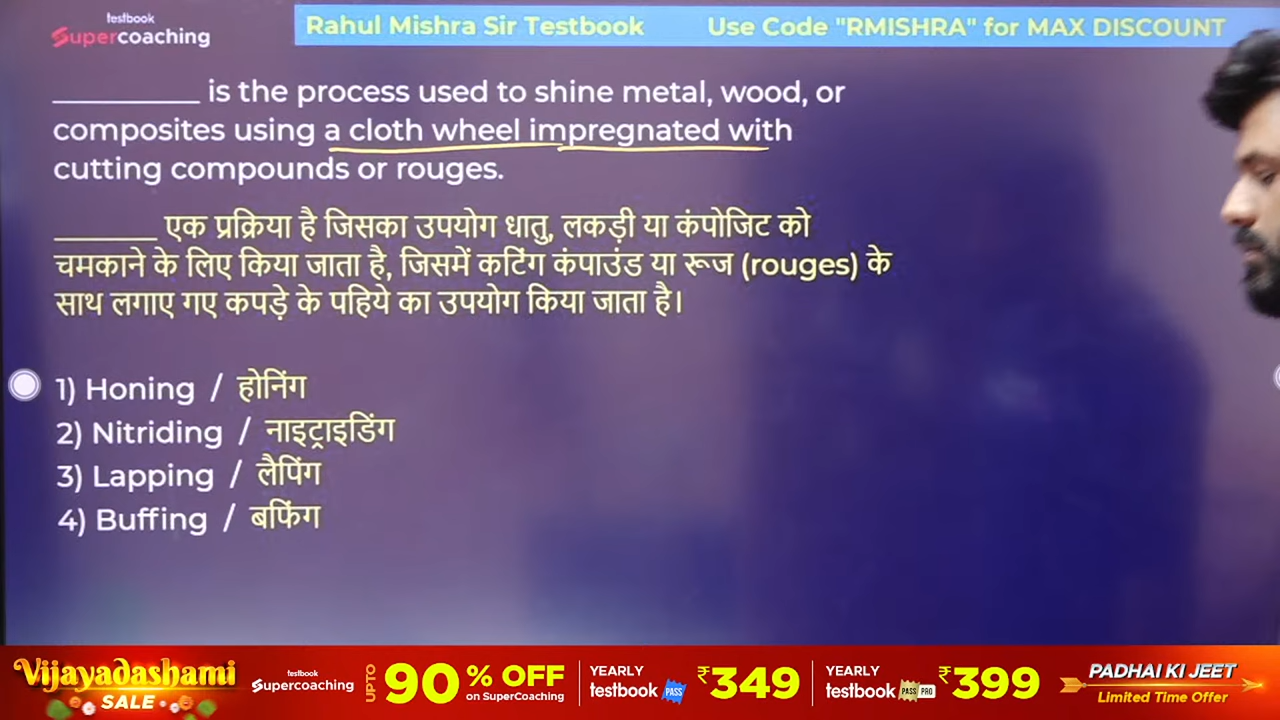 testbook
Supercoaching
Rahul Mishra Sir Testbook Use Code "RMISHRA" for MAX DISCOUNT
_________ is the process used to shine metal, wood, or
composites using a cloth wheel impregnated with
cutting compounds or rouges.
_______ एक प्रक्रिया है जिसका उपयोग धातु, लकड़ी या कंपोजिट को
चमकाने के लिए किया जाता है, जिसमें कटिंग कंपाउंड या रूज (rouges) के
साथ लगाए गए कपड़े के पहिये का उपयोग किया जाता है।
1) Honing / होनिंग
2) Nitriding / नाइट्राइडिंग
3) Lapping / लैपिंग
4) Buffing / बफिंग
Vijayadashami
SALE
testbook
Supercoaching
UPTO 90 % OFF
on SuperCoaching
YEARLY
testbook PASS ₹349
YEARLY
testbook PASS PRO ₹399
PADHAI KI JEET
Limited Time Offer